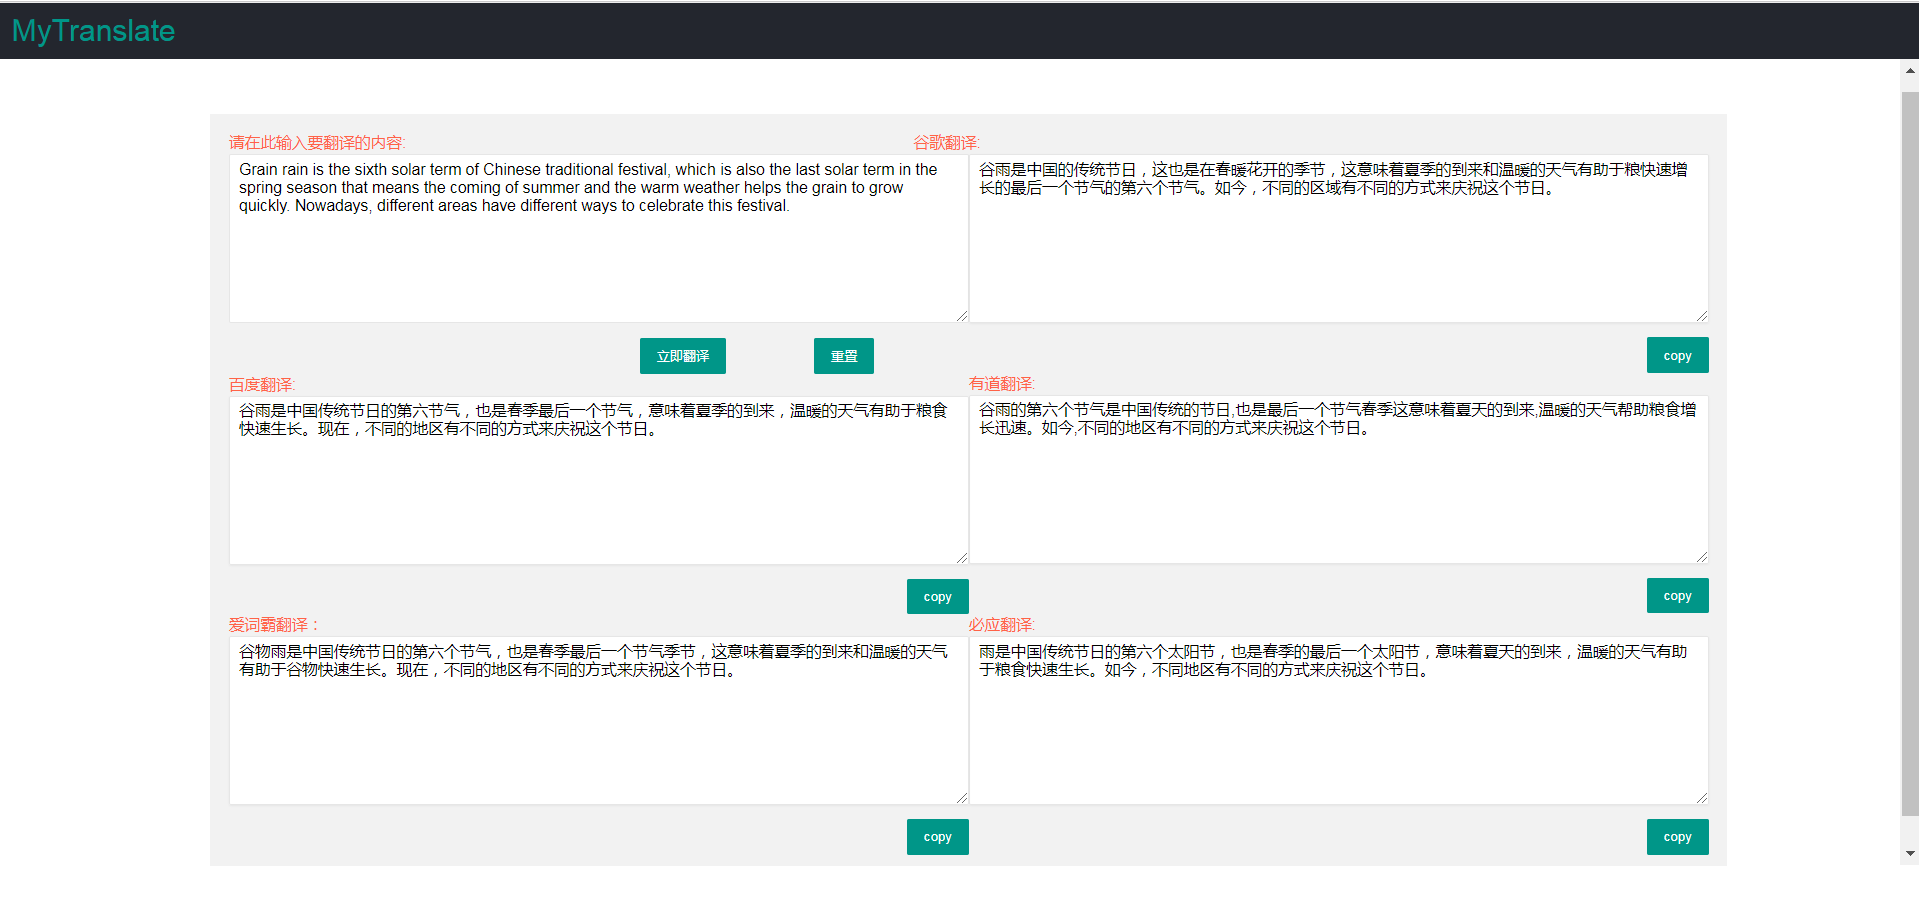 MyTranslate
请在此输入要翻译的内容:
谷歌翻译:
Grain rain is the sixth solar term of Chinese traditional festival, which is also the last solar term in the
spring season that means the coming of summer and the warm weather helps the grain to grow
quickly. Nowadays, different areas have different ways to celebrate this festival.
谷雨是中国的传统节日，这也是在春暖花开的季节，这意味着夏季的到来和温暖的天气有助于粮快速增
长的最后一个节气的第六个节气。如今，不同的区域有不同的方式来庆祝这个节日。
立即翻译
重置
copy
百度翻译:
有道翻译:
谷雨是中国传统节日的第六节气，也是春季最后一个节气，意味着夏季的到来，温暖的天气有助于粮食
快速生长。现在，不同的地区有不同的方式来庆祝这个节日。
谷雨的第六个节气是中国传统的节日,也是最后一个节气春季这意味着夏天的到来,温暖的天气帮助粮食增
长迅速。如今,不同的地区有不同的方式来庆祝这个节日。
copy
copy
爱词霸翻译：
必应翻译:
谷物雨是中国传统节日的第六个节气，也是春季最后一个节气季节，这意味着夏季的到来和温暖的天气
有助于谷物快速生长。现在，不同的地区有不同的方式来庆祝这个节日。
雨是中国传统节日的第六个太阳节，也是春季的最后一个太阳节，意味着夏天的到来，温暖的天气有助
于粮食快速生长。如今，不同地区有不同的方式来庆祝这个节日。
copy
copy